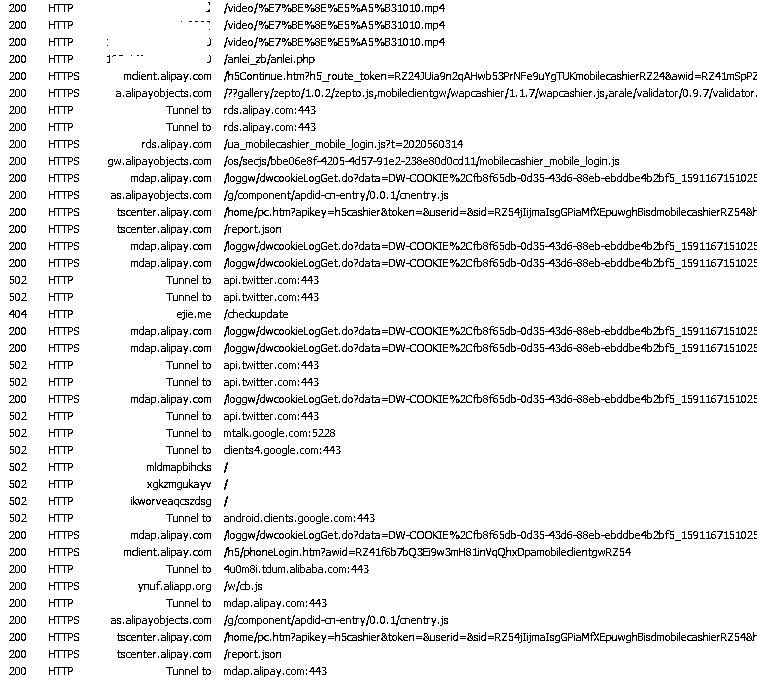 200 HTTP /video/%E7%BE%8E%E5%A5%B31010.mp4
200 HTTP /video/%E7%BE%8E%E5%A5%B31010.mp4
200 HTTP /video/%E7%BE%8E%E5%A5%B31010.mp4
200 HTTP /anlei_zb/anlei.php
200 HTTPS mclient.alipay.com /h5Continue.htm?h5_route_token=RZ24JUia9n2qAHwb53PrNFe9uYgTUKmobilecashierRZ24&awid=RZ41mSpPZ
200 HTTPS a.alipayobjects.com /??gallery/zepto/1.0.2/zepto.js,mobileclientgw/wapcashier/1.1.7/wapcashier.js,arale/validator/0.9.7/validator.
200 HTTP Tunnel to rds.alipay.com:443
200 HTTP Tunnel to rds.alipay.com:443
200 HTTPS rds.alipay.com /ua_mobilecashier_mobile_login.js?t=2020560314
200 HTTPS gw.alipayobjects.com /os/secjs/bbe06e8f-4205-4d57-91e2-238e80d0cd11/mobilecashier_mobile_login.js
200 HTTPS mdap.alipay.com /loggw/dwcookieLogGet.do?data=DW-COOKIE%2Cfb8f65db-0d35-43d6-88eb-ebddbe4b2bf5_1591167151025
200 HTTPS as.alipayobjects.com /g/component/apdid-cn-entry/0.0.1/cnentry.js
200 HTTPS tscenter.alipay.com /home/pc.htm?apikey=h5cashier&token=&userid=&sid=RZ54jIijmaIsgGPiaMfXEpuwghBisdmobilecashierRZ54&h
200 HTTPS tscenter.alipay.com /report.json
200 HTTPS mdap.alipay.com /loggw/dwcookieLogGet.do?data=DW-COOKIE%2Cfb8f65db-0d35-43d6-88eb-ebddbe4b2bf5_1591167151025
200 HTTPS mdap.alipay.com /loggw/dwcookieLogGet.do?data=DW-COOKIE%2Cfb8f65db-0d35-43d6-88eb-ebddbe4b2bf5_1591167151025
502 HTTP Tunnel to api.twitter.com:443
502 HTTP Tunnel to api.twitter.com:443
404 HTTP ejie.me /checkupdate
200 HTTPS mdap.alipay.com /loggw/dwcookieLogGet.do?data=DW-COOKIE%2Cfb8f65db-0d35-43d6-88eb-ebddbe4b2bf5_1591167151025
200 HTTPS mdap.alipay.com /loggw/dwcookieLogGet.do?data=DW-COOKIE%2Cfb8f65db-0d35-43d6-88eb-ebddbe4b2bf5_1591167151025
502 HTTP Tunnel to api.twitter.com:443
502 HTTP Tunnel to api.twitter.com:443
200 HTTPS mdap.alipay.com /loggw/dwcookieLogGet.do?data=DW-COOKIE%2Cfb8f65db-0d35-43d6-88eb-ebddbe4b2bf5_1591167151025
502 HTTP Tunnel to api.twitter.com:443
502 HTTP Tunnel to mtalk.google.com:5228
502 HTTP Tunnel to clients4.google.com:443
502 HTTP mldmapbihcks /
502 HTTP xgkzmgukayv /
502 HTTP ikworveaqcszdsg /
502 HTTP Tunnel to android.clients.google.com:443
200 HTTPS mdap.alipay.com /loggw/dwcookieLogGet.do?data=DW-COOKIE%2Cfb8f65db-0d35-43d6-88eb-ebddbe4b2bf5_1591167151025
200 HTTPS mclient.alipay.com /h5/phoneLogin.htm?awid=RZ41f6b7bQ3Ei9w3mH81inVqQhxDpamobileclientgwRZ54
200 HTTP Tunnel to 4u0m8i.tdum.alibaba.com:443
200 HTTPS ynuf.aliapp.org /w/cb.js
200 HTTP Tunnel to mdap.alipay.com:443
200 HTTPS as.alipayobjects.com /g/component/apdid-cn-entry/0.0.1/cnentry.js
200 HTTPS tscenter.alipay.com /home/pc.htm?apikey=h5cashier&token=&userid=&sid=RZ54jIijmaIsgGPiaMfXEpuwghBisdmobilecashierRZ54&h
200 HTTPS tscenter.alipay.com /report.json
200 HTTP Tunnel to mdap.alipay.com:443